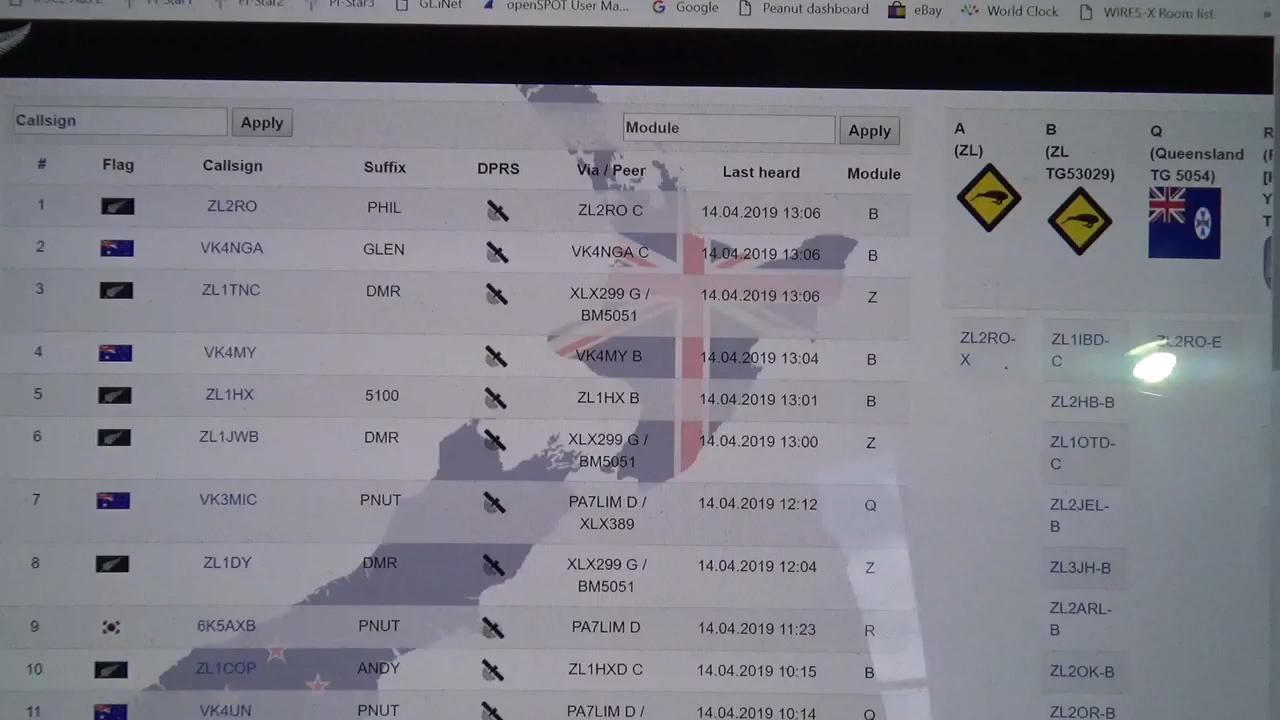 Pi-Star2 Pi-Star3 GL.iNet openSPOT User Ma... Google Peanut dashboard eBay World Clock WIRES-X Room list »
Callsign Apply Module Apply
# Flag Callsign Suffix DPRS Via / Peer Last heard Module
1 ZL2RO PHIL ZL2RO C 14.04.2019 13:06 B
2 VK4NGA GLEN VK4NGA C 14.04.2019 13:06 B
3 ZL1TNC DMR XLX299 G / 14.04.2019 13:06 Z
BM5051
4 VK4MY VK4MY B 14.04.2019 13:04 B
5 ZL1HX 5100 ZL1HX B 14.04.2019 13:01 B
6 ZL1JWB DMR XLX299 G / 14.04.2019 13:00 Z
BM5051
7 VK3MIC PNUT PA7LIM D / 14.04.2019 12:12 Q
XLX389
8 ZL1DY DMR XLX299 G / 14.04.2019 12:04 Z
BM5051
9 6K5AXB PNUT PA7LIM D 14.04.2019 11:23 R
10 ZL1COP ANDY ZL1HXD C 14.04.2019 10:15 B
11 VK4UN PNUT PA7LIM D / 14.04.2019 10:14 Q
A
(ZL)
B
(ZL
TG53029)
Q
(Queensland
TG 5054)
ZL2RO-
X
ZL1IBD-
C
ZL2HB-B
ZL1OTD-
C
ZL2JEL-
B
ZL3JH-B
ZL2ARL-
B
ZL2OK-B
ZL2OR-B
ZL2RO-E